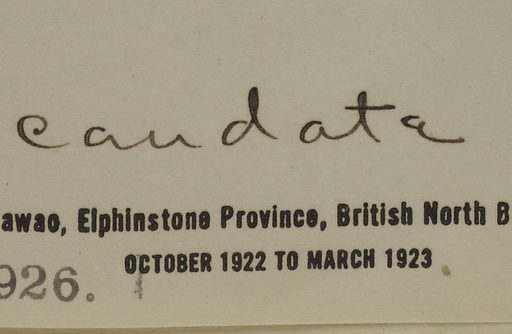 caudata
awao, Elphinstone Province, British North B
OCTOBER 1922 TO MARCH 1923
926.